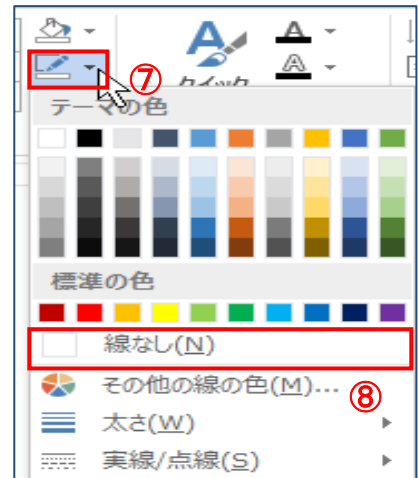 A A
⑦
クイック
テーマの色
標準の色
線なし(N)
その他の線の色(M)...
⑧
太さ(W)
実線/点線(S)